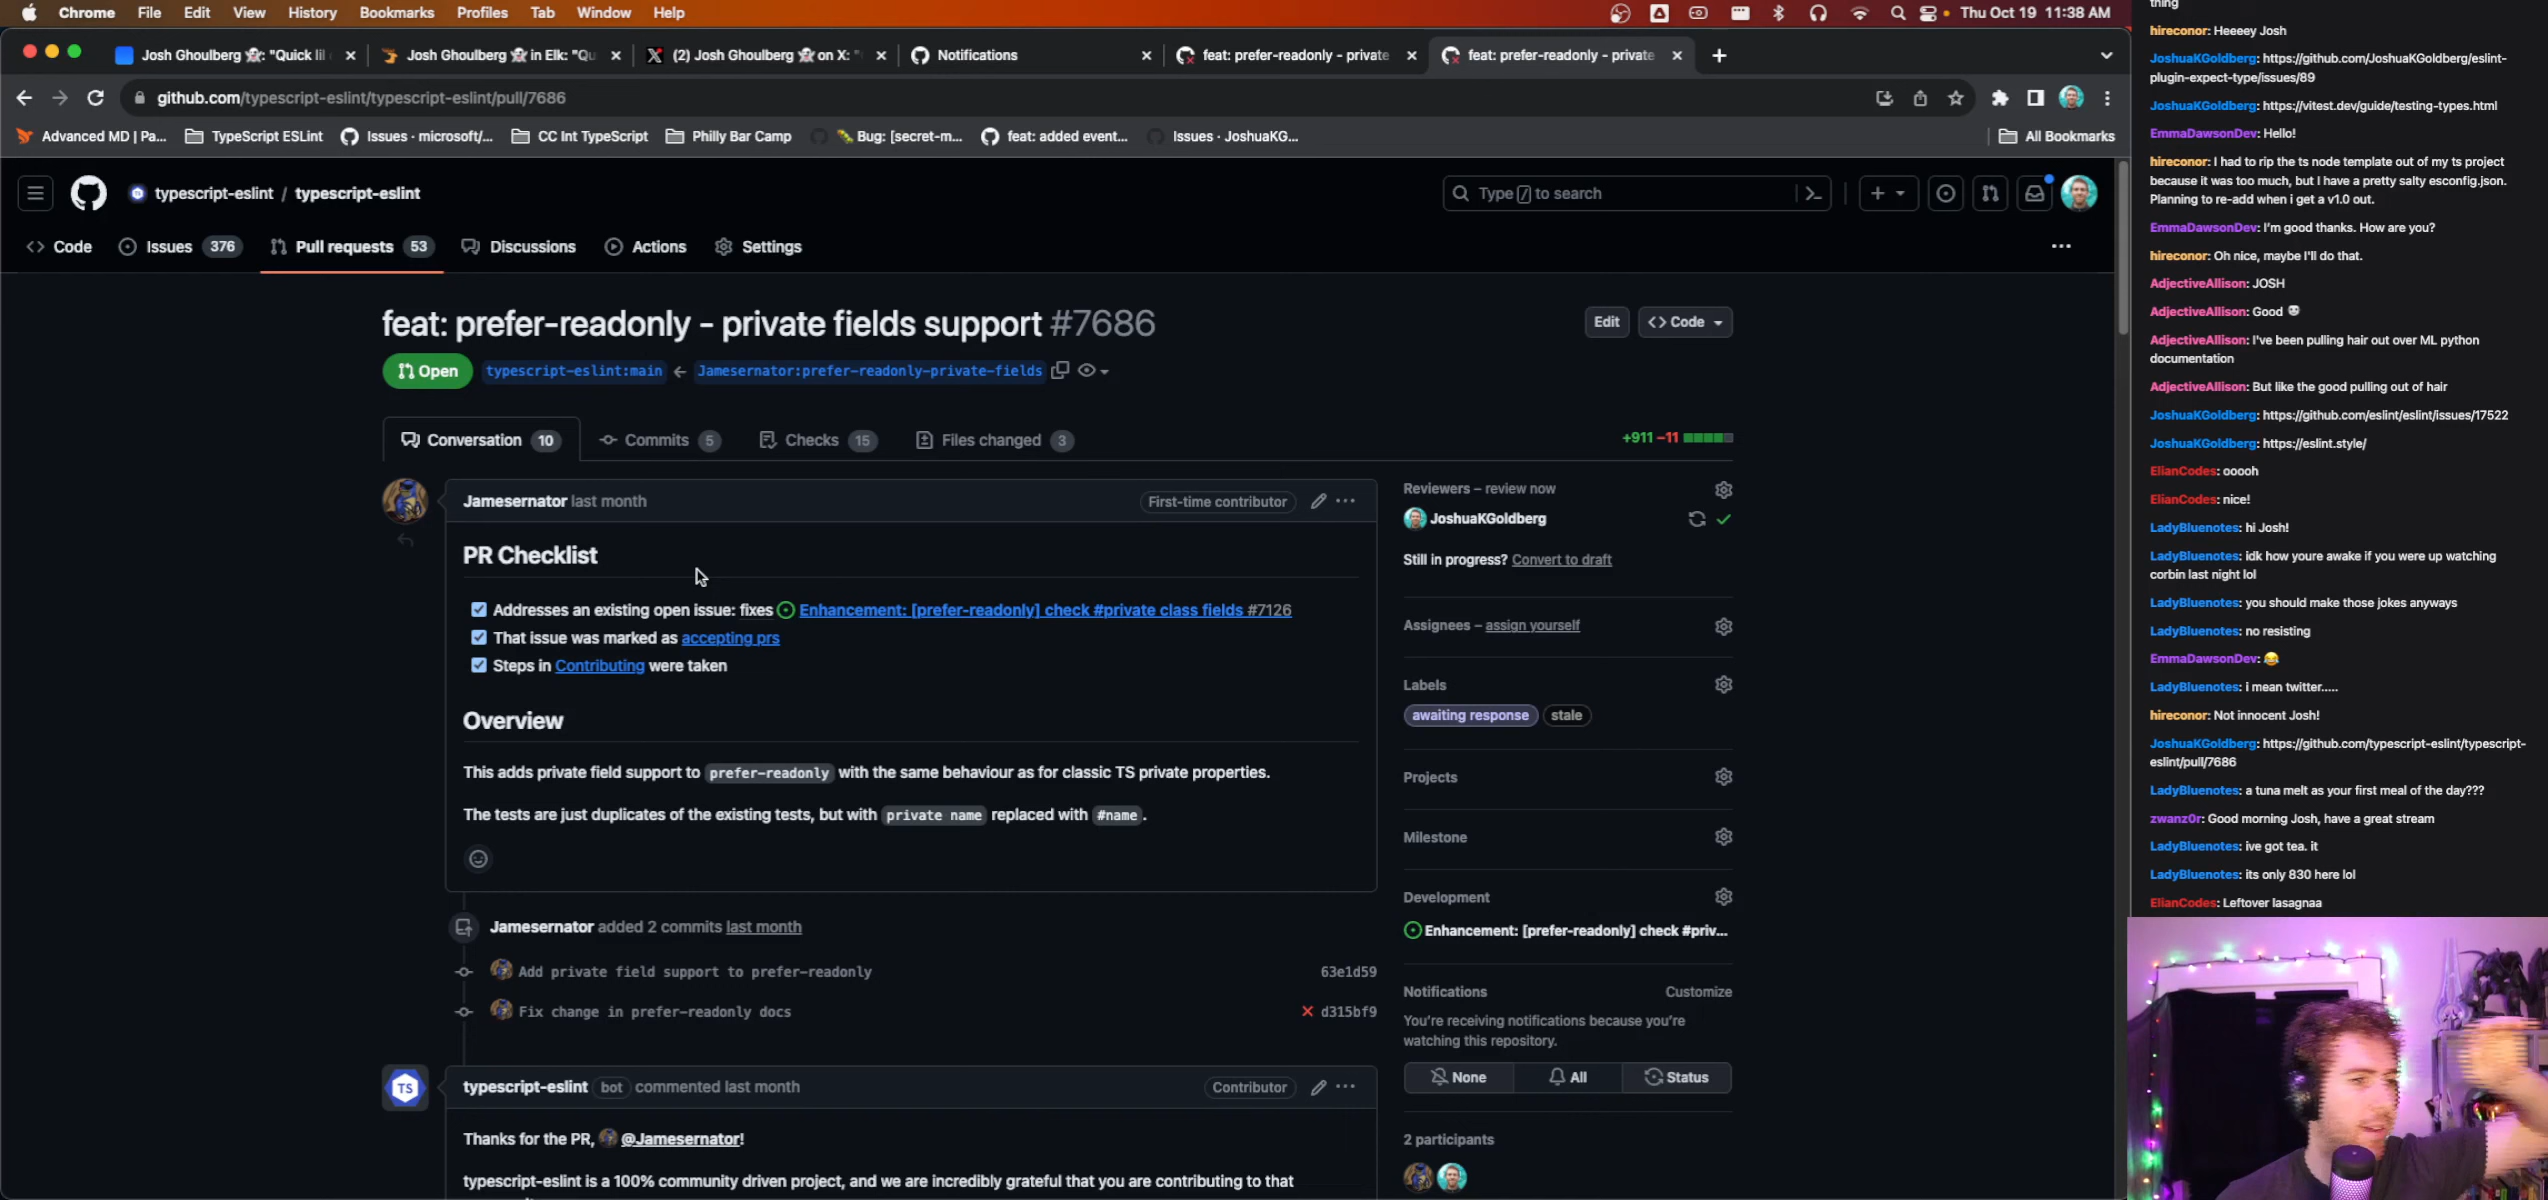 Chrome File Edit View History Bookmarks Profiles Tab Window Help
Thu Oct 19 11:38 AM
Josh Ghoulberg 👻: "Quick lil
Josh Ghoulberg 👻 in Elk: "Qu
(2) Josh Ghoulberg 👻 on X: "
Notifications
feat: prefer-readonly - private
feat: prefer-readonly - private
github.com/typescript-eslint/typescript-eslint/pull/7686
Advanced MD | Pa...
TypeScript ESLint
Issues · microsoft/...
CC Int TypeScript
Philly Bar Camp
🐛 Bug: [secret-m...
feat: added event...
Issues · JoshuaKG...
All Bookmarks
typescript-eslint / typescript-eslint
Type / to search
Code
Issues 376
Pull requests 53
Discussions
Actions
Settings
feat: prefer-readonly - private fields support #7686
Edit
<> Code
Open
typescript-eslint:main ← Jamesernator:prefer-readonly-private-fields
Conversation 10
Commits 5
Checks 15
Files changed 3
+911 −11
Jamesernator last month
First-time contributor
PR Checklist
Addresses an existing open issue: fixes Enhancement: [prefer-readonly] check #private class fields #7126
That issue was marked as accepting prs
Steps in Contributing were taken
Overview
This adds private field support to prefer-readonly with the same behaviour as for classic TS private properties.
The tests are just duplicates of the existing tests, but with private name replaced with #name.
Jamesernator added 2 commits last month
Add private field support to prefer-readonly 63e1d59
Fix change in prefer-readonly docs d315bf9
TS
typescript-eslint bot commented last month
Contributor
Thanks for the PR, @Jamesernator!
typescript-eslint is a 100% community driven project, and we are incredibly grateful that you are contributing to that
Reviewers – review now
JoshuaKGoldberg
Still in progress? Convert to draft
Assignees – assign yourself
Labels
awaiting response stale
Projects
Milestone
Development
Enhancement: [prefer-readonly] check #priv...
Notifications Customize
You're receiving notifications because you're
watching this repository.
None All Status
2 participants
thing
hireconor: Heeeey Josh
JoshuaKGoldberg: https://github.com/JoshuaKGoldberg/eslint-
plugin-expect-type/issues/89
JoshuaKGoldberg: https://vitest.dev/guide/testing-types.html
EmmaDawsonDev: Hello!
hireconor: I had to rip the ts node template out of my ts project
because it was too much, but I have a pretty salty esconfig.json.
Planning to re-add when i get a v1.0 out.
EmmaDawsonDev: I'm good thanks. How are you?
hireconor: Oh nice, maybe I'll do that.
AdjectiveAllison: JOSH
AdjectiveAllison: Good 💀
AdjectiveAllison: I've been pulling hair out over ML python
documentation
AdjectiveAllison: But like the good pulling out of hair
JoshuaKGoldberg: https://github.com/eslint/eslint/issues/17522
JoshuaKGoldberg: https://eslint.style/
ElianCodes: ooooh
ElianCodes: nice!
LadyBluenotes: hi Josh!
LadyBluenotes: idk how youre awake if you were up watching
corbin last night lol
LadyBluenotes: you should make those jokes anyways
LadyBluenotes: no resisting
EmmaDawsonDev: 😂
LadyBluenotes: i mean twitter.....
hireconor: Not innocent Josh!
JoshuaKGoldberg: https://github.com/typescript-eslint/typescript-
eslint/pull/7686
LadyBluenotes: a tuna melt as your first meal of the day???
zwanz0r: Good morning Josh, have a great stream
LadyBluenotes: ive got tea. it
LadyBluenotes: its only 830 here lol
ElianCodes: Leftover lasagnaa